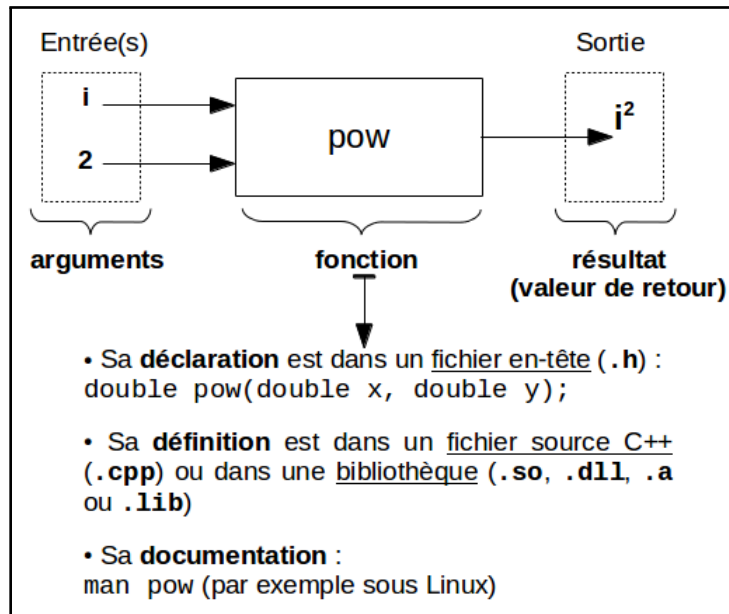 Entrée(s) Sortie
i
2
pow
i²
arguments fonction résultat
(valeur de retour)
• Sa déclaration est dans un fichier en-tête (.h) :
double pow(double x, double y);
• Sa définition est dans un fichier source C++
(.cpp) ou dans une bibliothèque (.so, .dll, .a
ou .lib)
• Sa documentation :
man pow (par exemple sous Linux)